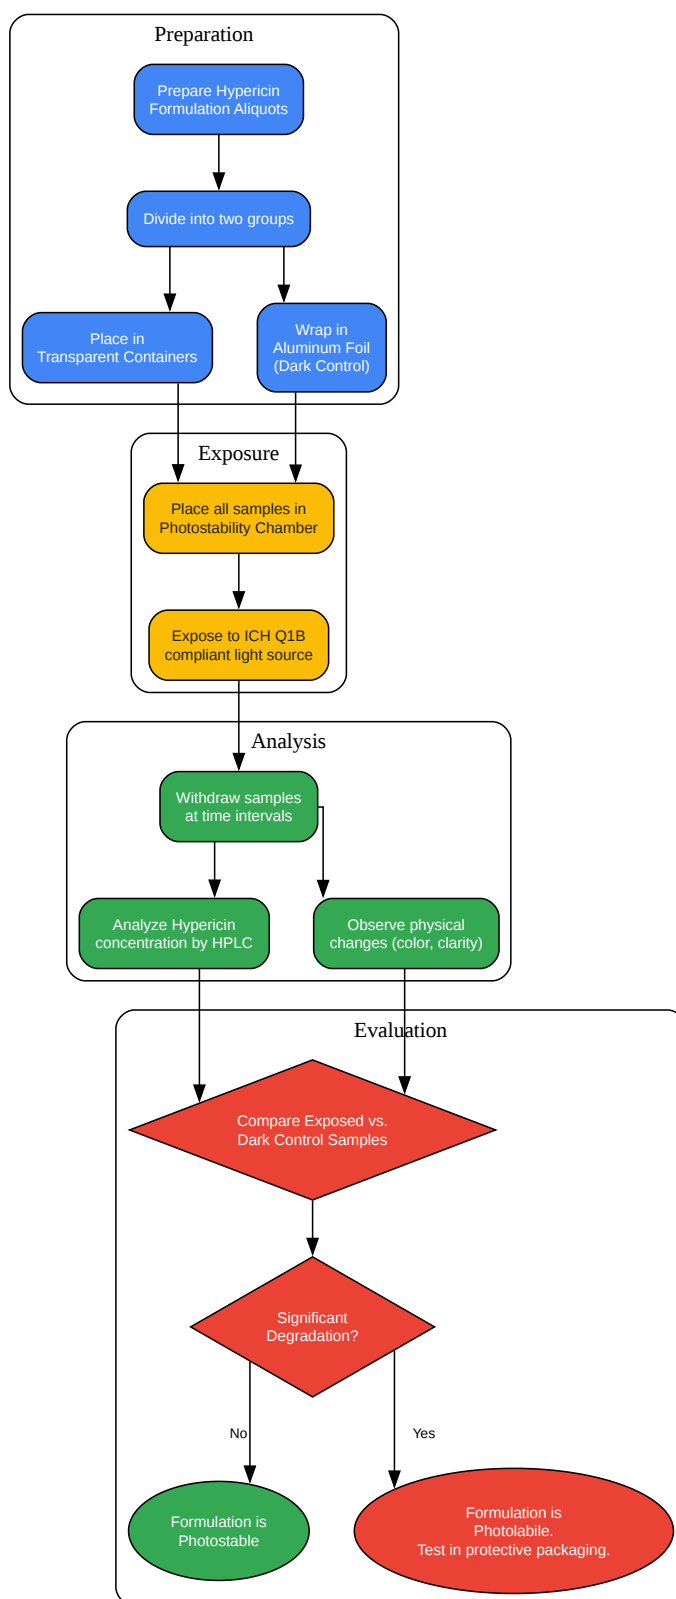 Preparation
Prepare Hypericin
Formulation Aliquots
Divide into two groups
Place in
Transparent Containers
Wrap in
Aluminum Foil
(Dark Control)
Exposure
Place all samples in
Photostability Chamber
Expose to ICH Q1B
compliant light source
Analysis
Withdraw samples
at time intervals
Analyze Hypericin
concentration by HPLC
Observe physical
changes (color, clarity)
Evaluation
Compare Exposed vs.
Dark Control Samples
Significant
Degradation?
No
Yes
Formulation is
Photostable
Formulation is
Photolabile.
Test in protective packaging.